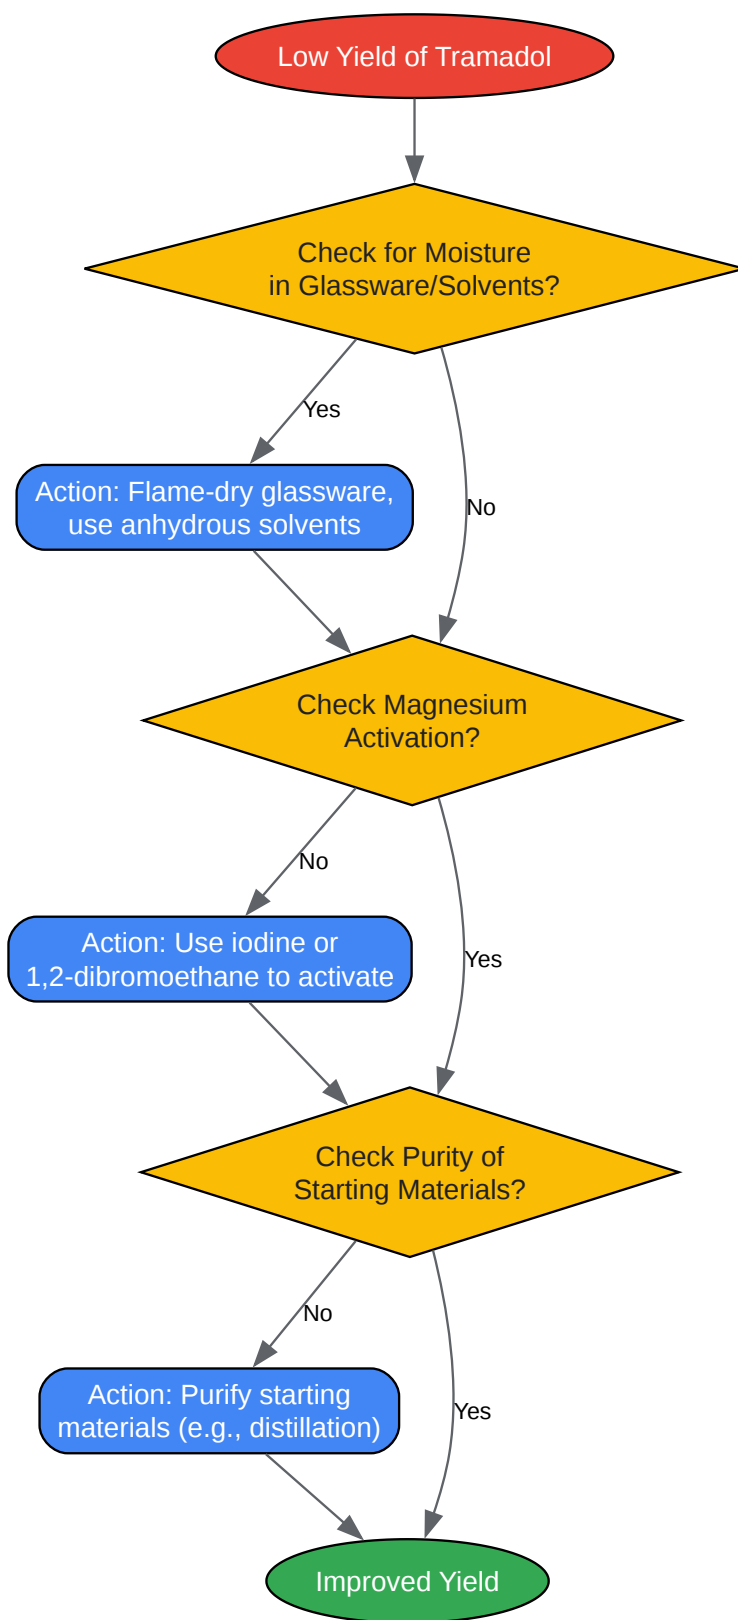 Low Yield of Tramadol
Check for Moisture
in Glassware/Solvents?
Yes
Action: Flame-dry glassware,
use anhydrous solvents
No
Check Magnesium
Activation?
No
Action: Use iodine or
1,2-dibromoethane to activate
Yes
Check Purity of
Starting Materials?
No
Action: Purify starting
materials (e.g., distillation)
Yes
Improved Yield